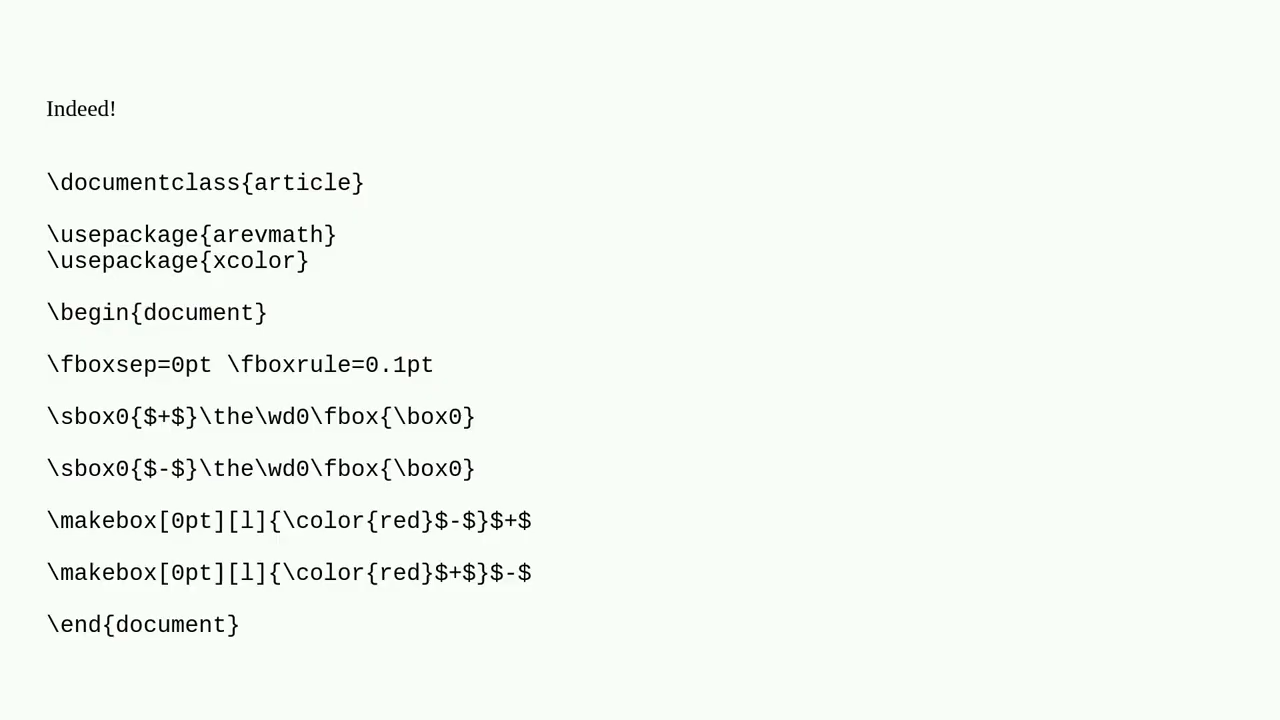 Indeed!
\documentclass{article}
\usepackage{arevmath}
\usepackage{xcolor}
\begin{document}
\fboxsep=0pt \fboxrule=0.1pt
\sbox0{$+$}\the\wd0\fbox{\box0}
\sbox0{$-$}\the\wd0\fbox{\box0}
\makebox[0pt][l]{\color{red}$-$}$+$
\makebox[0pt][l]{\color{red}$+$}$-$
\end{document}